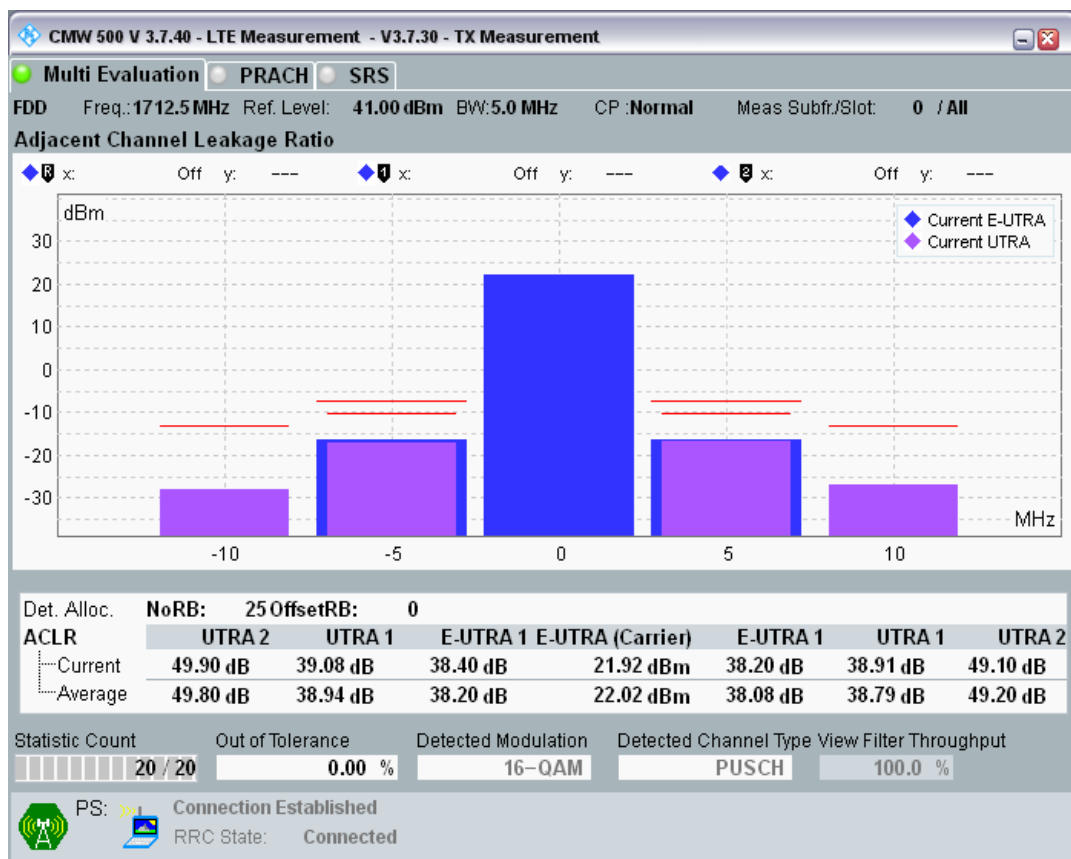 CMW 500 V 3.7.40 - LTE Measurement - V3.7.30 - TX Measurement
Multi Evaluation PRACH SRS
FDD Freq.:1712.5 MHz Ref. Level: 41.00 dBm BW:5.0 MHz CP :Normal Meas Subfr./Slot: 0 / All
Adjacent Channel Leakage Ratio
R x: Off y: --- 1 x: Off y: --- 2 x: Off y: ---
dBm
Current E-UTRA
Current UTRA
30
20
10
0
-10
-20
-30
MHz
-10 -5 0 5 10
Det. Alloc. NoRB: 25 OffsetRB: 0
ACLR UTRA 2 UTRA 1 E-UTRA 1 E-UTRA (Carrier) E-UTRA 1 UTRA 1 UTRA 2
Current 49.90 dB 39.08 dB 38.40 dB 21.92 dBm 38.20 dB 38.91 dB 49.10 dB
Average 49.80 dB 38.94 dB 38.20 dB 22.02 dBm 38.08 dB 38.79 dB 49.20 dB
Statistic Count Out of Tolerance Detected Modulation Detected Channel Type View Filter Throughput
20 / 20 0.00 % 16-QAM PUSCH 100.0 %
PS: Connection Established
RRC State: Connected